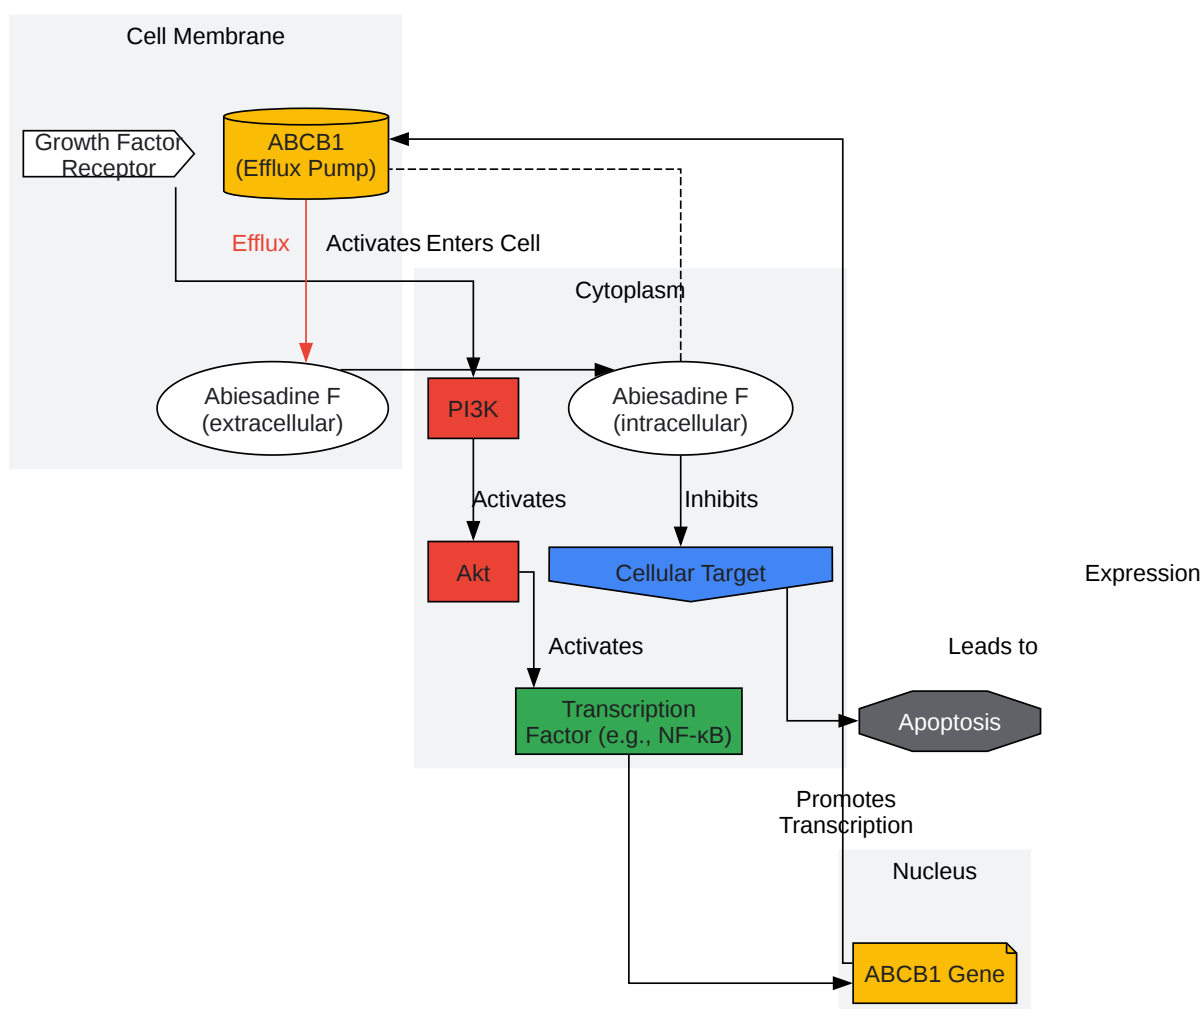 Cell Membrane
Growth Factor
Receptor
ABCB1
(Efflux Pump)
Efflux
Activates
Enters Cell
Cytoplasm
Abiesadine F
(extracellular)
PI3K
Abiesadine F
(intracellular)
Activates
Inhibits
Akt
Cellular Target
Expression
Activates
Leads to
Transcription
Factor (e.g., NF-κB)
Apoptosis
Promotes
Transcription
Nucleus
ABCB1 Gene